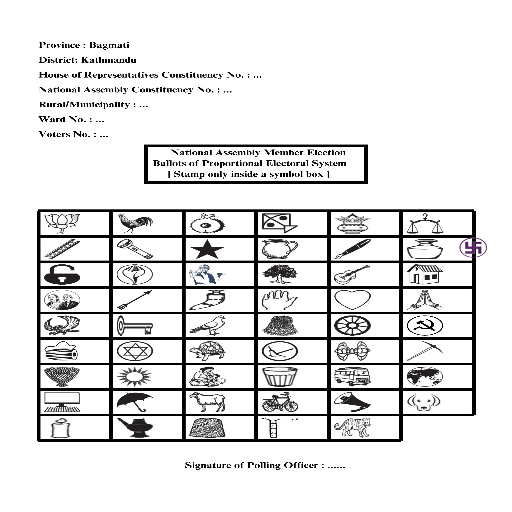 Province : Bagmati
District: Kathmandu
House of Representatives Constituency No. : ...
National Assembly Constituency No. : ...
Rural/Municipality : ...
Ward No. : ...
Voters No. : ...
National Assembly Member Election
Ballots of Proportional Electoral System
[ Stamp only inside a symbol box ]
Signature of Polling Officer : ......